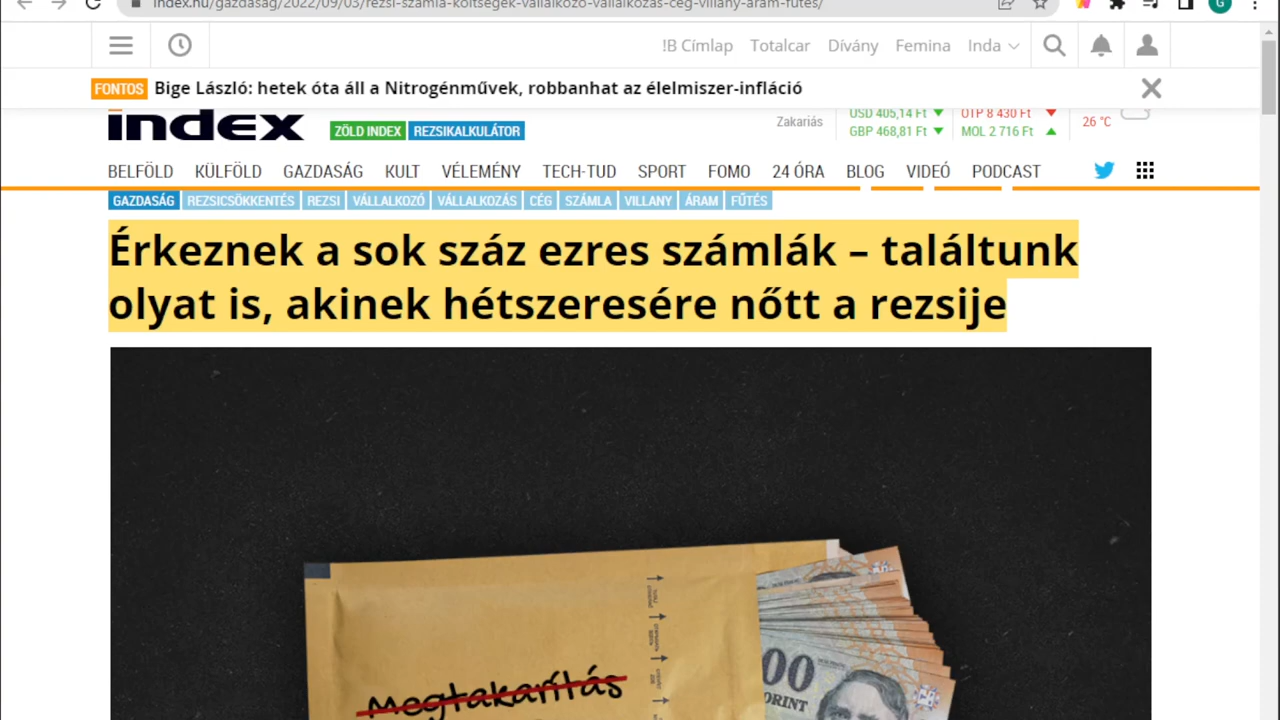 index.hu/gazdasag/2022/09/03/rezsi-szamla-koltsegek-vallalkozo-vallalkozas-ceg-villany-aram-futes/
G
!B Címlap Totalcar Dívány Femina Inda
FONTOS Bige László: hetek óta áll a Nitrogénművek, robbanhat az élelmiszer-infláció
index ZÖLD INDEX REZSIKALKULÁTOR
Zakariás
USD 405,14 Ft OTP 8 430 Ft
GBP 468,81 Ft MOL 2 716 Ft
26 °C
BELFÖLD KÜLFÖLD GAZDASÁG KULT VÉLEMÉNY TECH-TUD SPORT FOMO 24 ÓRA BLOG VIDEÓ PODCAST
GAZDASÁG REZSICSÖKKENTÉS REZSI VÁLLALKOZÓ VÁLLALKOZÁS CÉG SZÁMLA VILLANY ÁRAM FŰTÉS
Érkeznek a sok száz ezres számlák – találtunk
olyat is, akinek hétszeresére nőtt a rezsije
Megtakarítás
00
ORINT